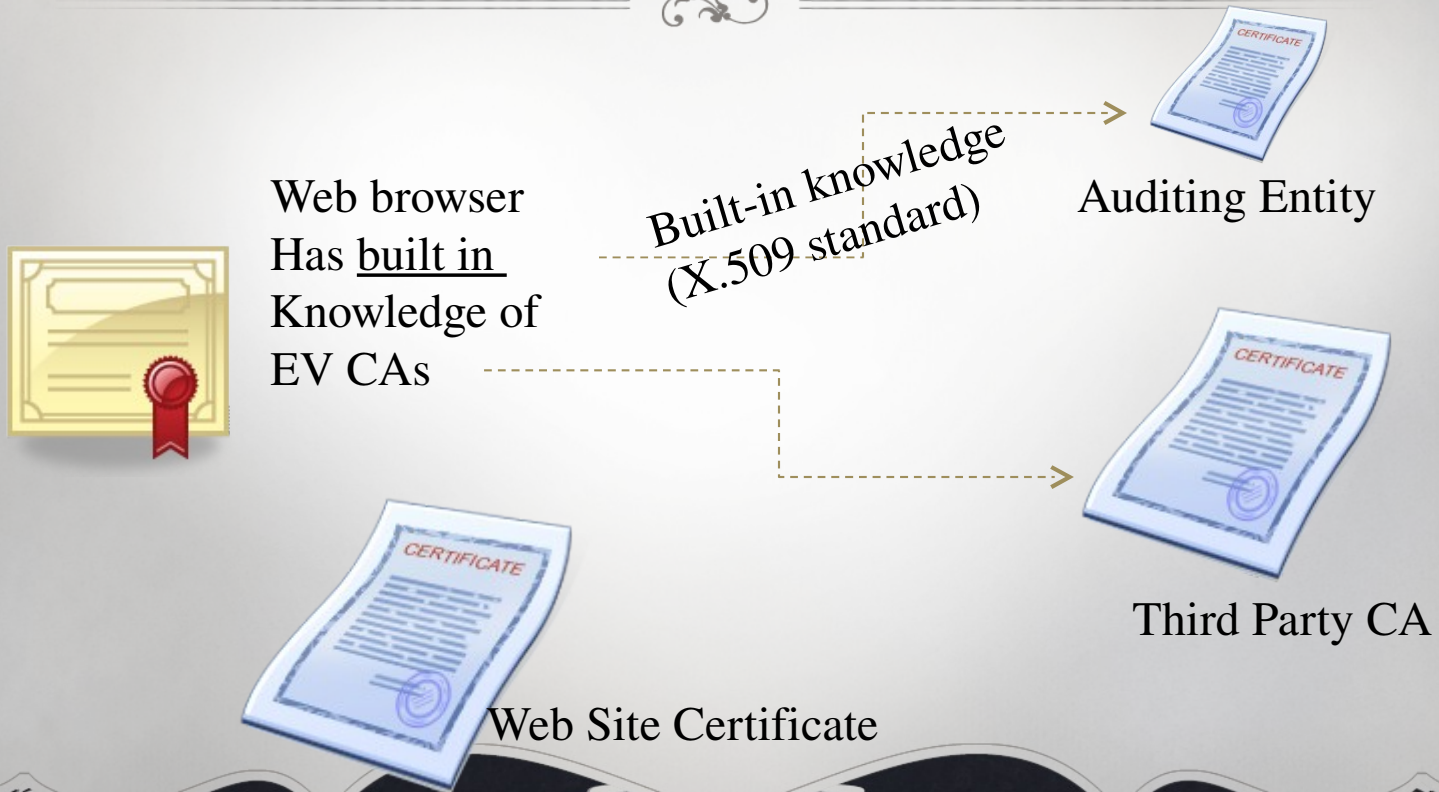 CERTIFICATE
Web browser
Has built in
Knowledge of
EV CAs
Built-in knowledge
(X.509 standard)
Auditing Entity
CERTIFICATE
Third Party CA
CERTIFICATE
Web Site Certificate